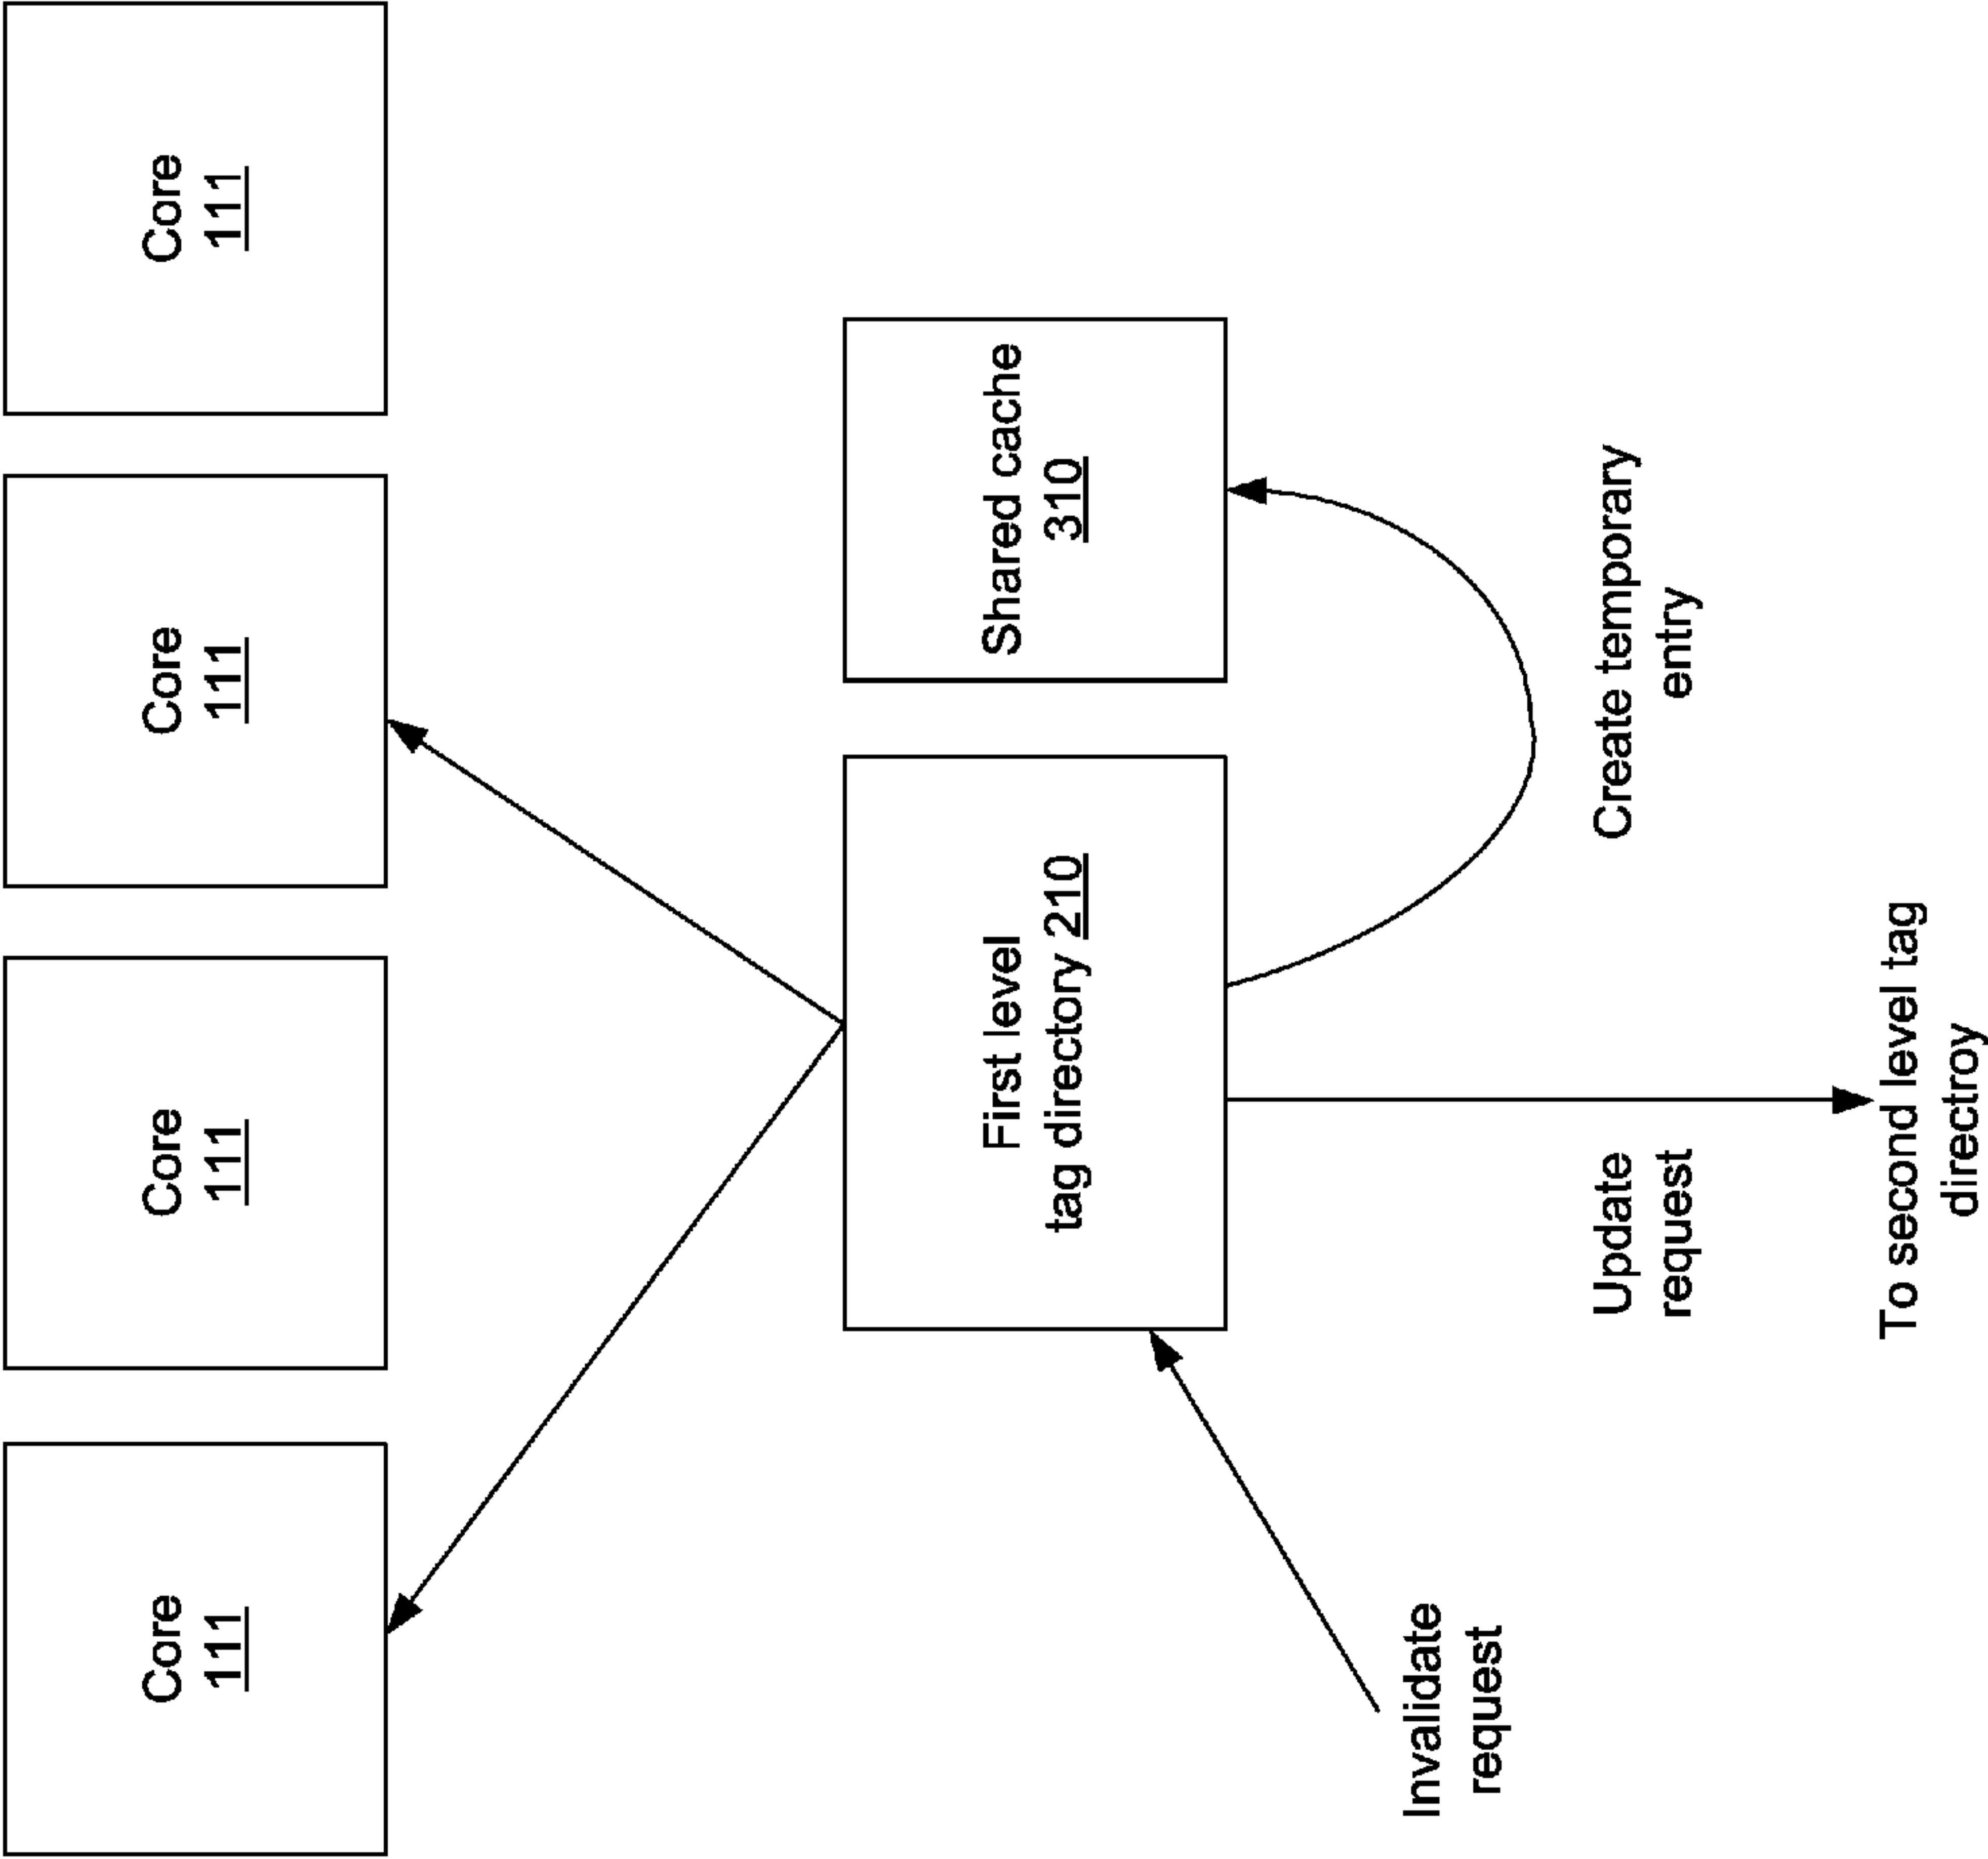 Core
111
Core
111
Core
111
Core
111
First level
tag directory 210
Shared cache
310
Invalidate
request
Update
request
Create temporary
entry
To second level tag
directroy